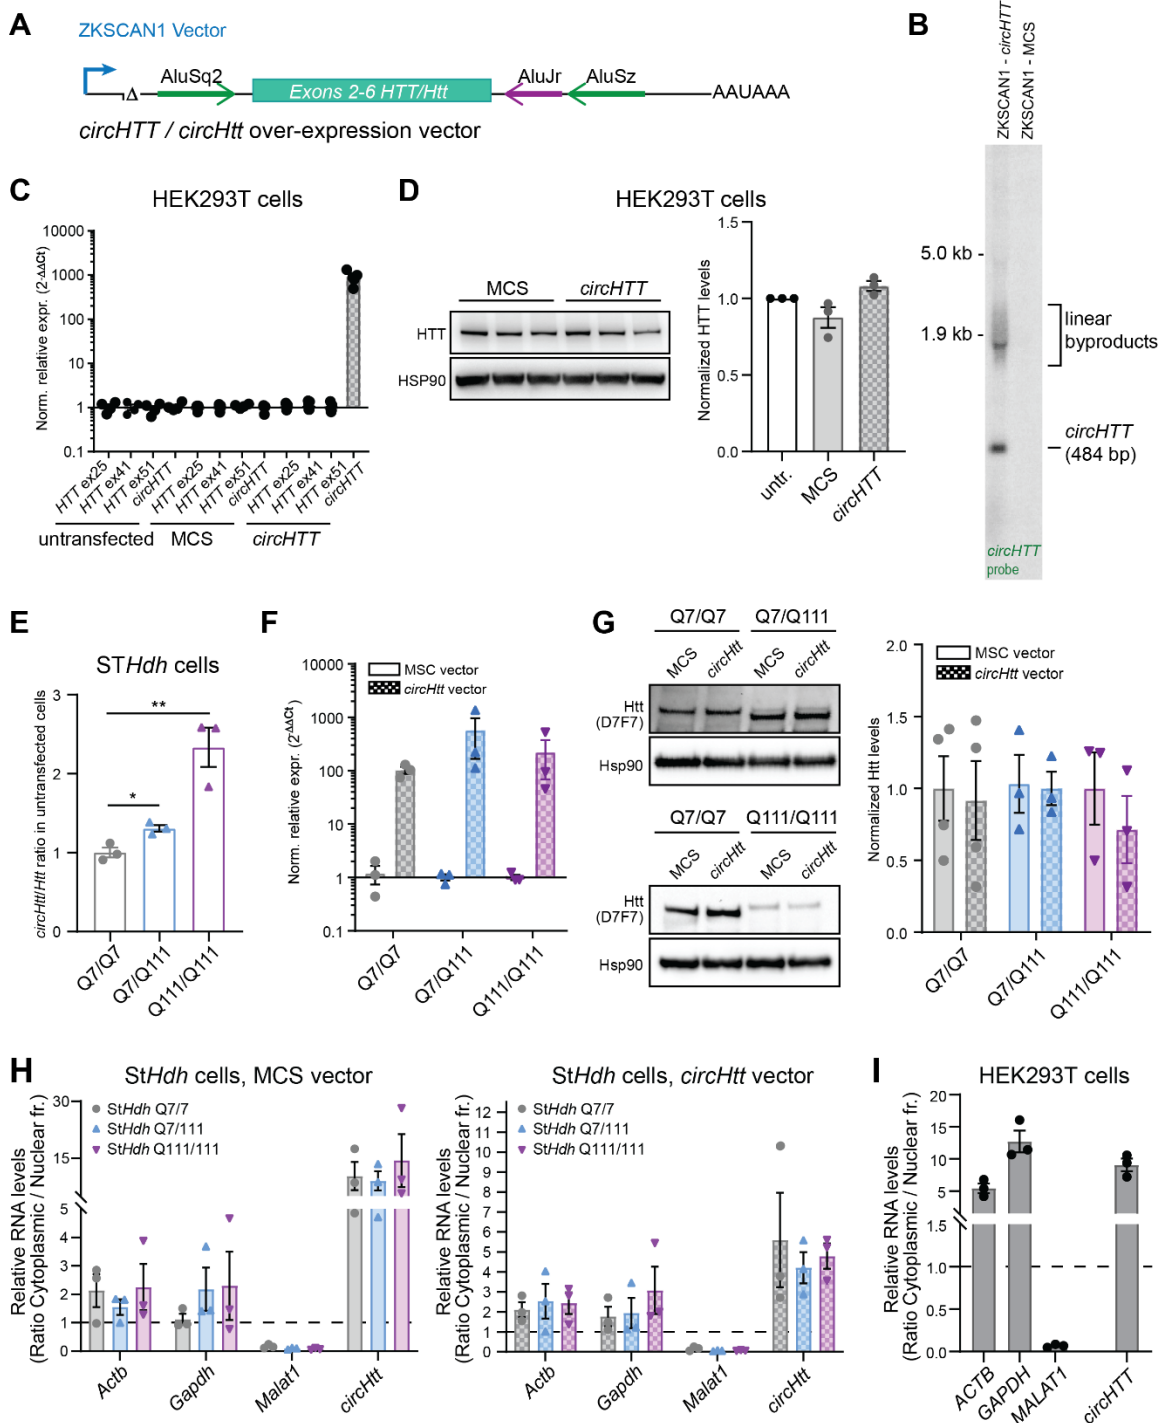 A
ZKSCAN1 Vector
Δ
AluSq2
Exons 2-6 HTT/Htt
AluJr
AluSz
AAUAAA
circHTT / circHtt over-expression vector
B
ZKSCAN1 - circHTT
ZKSCAN1 - MCS
5.0 kb -
1.9 kb -
linear
byproducts
circHTT
(484 bp)
circHTT
probe
C
HEK293T cells
Norm. relative expr. (2-ΔΔCt)
10000
1000
100
10
1
0.1
HTT ex25
HTT ex41
HTT ex51
circHTT
HTT ex25
HTT ex41
HTT ex51
circHTT
HTT ex25
HTT ex41
HTT ex51
circHTT
untransfected
MCS
circHTT
D
HEK293T cells
MCS
circHTT
HTT
HSP90
Normalized HTT levels
1.5
1.0
0.5
0.0
untr.
MCS
circHTT
E
STHdh cells
circHtt/Htt ratio in untransfected cells
3
2
1
0
**
*
Q7/Q7
Q7/Q111
Q111/Q111
F
Norm. relative expr. (2-ΔΔCt)
10000
1000
100
10
1
0.1
MSC vector
circHtt vector
Q7/Q7
Q7/Q111
Q111/Q111
G
Q7/Q7
Q7/Q111
MCS
circHtt
MCS
circHtt
Htt
(D7F7)
Hsp90
Q7/Q7
Q111/Q111
MCS
circHtt
MCS
circHtt
Htt
(D7F7)
Hsp90
Normalized Htt levels
2.0
1.5
1.0
0.5
0.0
MSC vector
circHtt vector
Q7/Q7
Q7/Q111
Q111/Q111
H
StHdh cells, MCS vector
Relative RNA levels
(Ratio Cytoplasmic / Nuclear fr.)
30
15
5
4
3
2
1
0
StHdh Q7/7
StHdh Q7/111
StHdh Q111/111
Actb
Gapdh
Malat1
circHtt
StHdh cells, circHtt vector
Relative RNA levels
(Ratio Cytoplasmic / Nuclear fr.)
12
11
10
9
8
7
6
5
4
3
2
1
0
StHdh Q7/7
StHdh Q7/111
StHdh Q111/111
Actb
Gapdh
Malat1
circHtt
I
HEK293T cells
Relative RNA levels
(Ratio Cytoplasmic / Nuclear fr.)
20
15
10
5
1.5
1.0
0.5
0.0
ACTB
GAPDH
MALAT1
circHTT